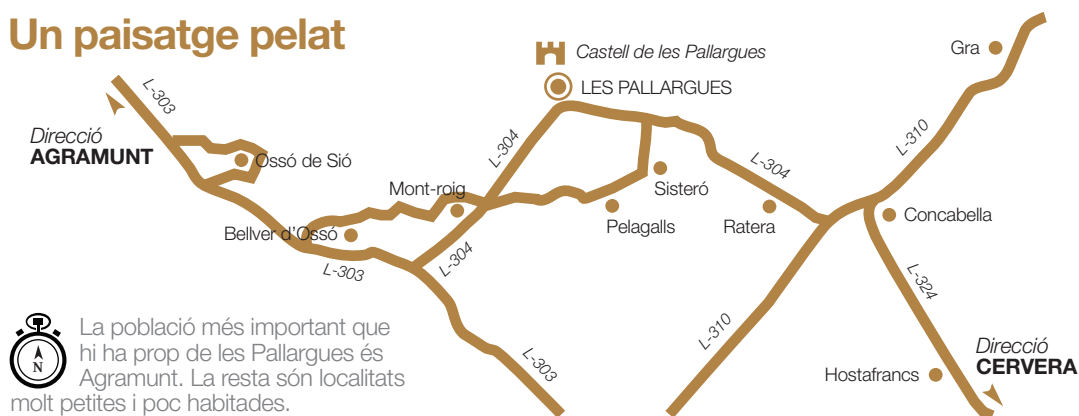 Un paisatge pelat
Castell de les Pallargues
LES PALLARGUES
Gra
L-303
Direcció
AGRAMUNT
Ossó de Sió
L-304
L-310
Mont-roig
Sisteró
L-304
Bellver d'Ossó
Pelagalls
Ratera
Concabella
L-303
L-304
L-324
L-310
L-303
Hostafrancs
Direcció
CERVERA
N
La població més important que
hi ha prop de les Pallargues és
Agramunt. La resta són localitats
molt petites i poc habitades.